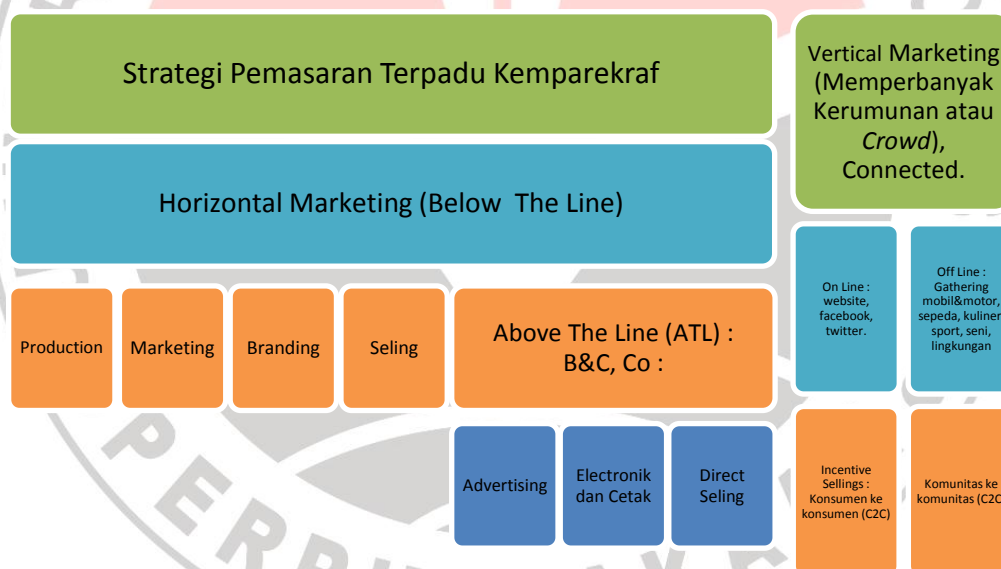 Strategi Pemasaran Terpadu Kemparekraf
Vertical Marketing
(Memperbanyak
Kerumunan atau
Crowd),
Connected.
Horizontal Marketing (Below The Line)
Production
Marketing
Branding
Seling
Above The Line (ATL) :
B&C, Co :
On Line :
website,
facebook,
twitter.
Off Line :
Gathering
mobil&motor,
sepeda, kuliner
sport, seni,
lingkungan
Advertising
Electronik
dan Cetak
Direct
Seling
Incentive
Sellings :
Konsumen ke
konsumen (C2C)
Komunitas ke
komunitas (C2C